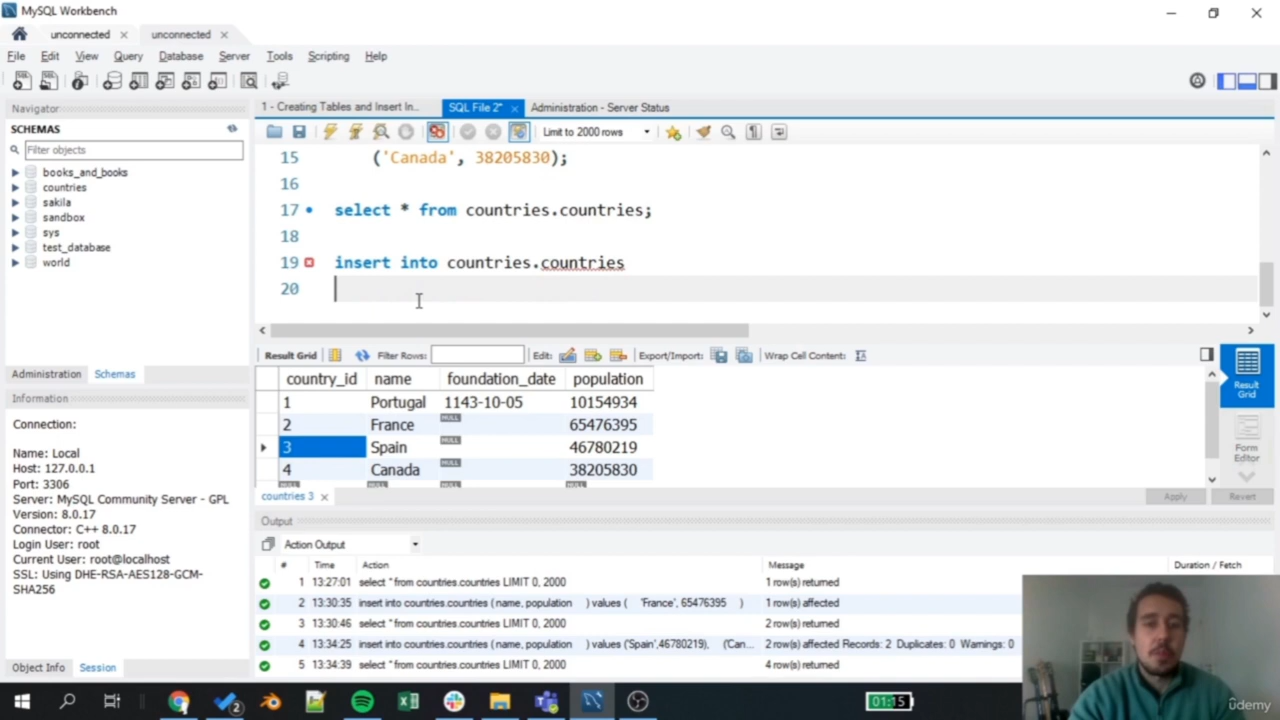 MySQL Workbench
unconnected
unconnected
File Edit View Query Database Server Tools Scripting Help
Navigator
SCHEMAS
Filter objects
books_and_books
countries
sakila
sandbox
sys
test_database
world
Administration Schemas
Information
Connection:
Name: Local
Host: 127.0.0.1
Port: 3306
Server: MySQL Community Server - GPL
Version: 8.0.17
Connector: C++ 8.0.17
Login User: root
Current User: root@localhost
SSL: Using DHE-RSA-AES128-GCM-
SHA256
Object Info Session
1 - Creating Tables and Insert In... SQL File 2* Administration - Server Status
Limit to 2000 rows
15 ('Canada', 38205830);
16
17 select * from countries.countries;
18
19 insert into countries.countries
20
Result Grid Filter Rows: Edit: Export/Import: Wrap Cell Content:
country_id name foundation_date population
1 Portugal 1143-10-05 10154934
2 France NULL 65476395
3 Spain NULL 46780219
4 Canada NULL 38205830
NULL NULL NULL NULL
Result
Grid
Form
Editor
countries 3
Apply Revert
Output
Action Output
# Time Action Message Duration / Fetch
1 13:27:01 select * from countries.countries LIMIT 0, 2000 1 row(s) returned
2 13:30:35 insert into countries.countries ( name, population ) values ( 'France', 65476395 ) 1 row(s) affected
3 13:30:46 select * from countries.countries LIMIT 0, 2000 2 row(s) returned
4 13:34:25 insert into countries.countries ( name, population ) values ('Spain',46780219), ('Can... 2 row(s) affected Records: 2 Duplicates: 0 Warnings: 0
5 13:34:39 select * from countries.countries LIMIT 0, 2000 4 row(s) returned
2
01:15
ûdemy